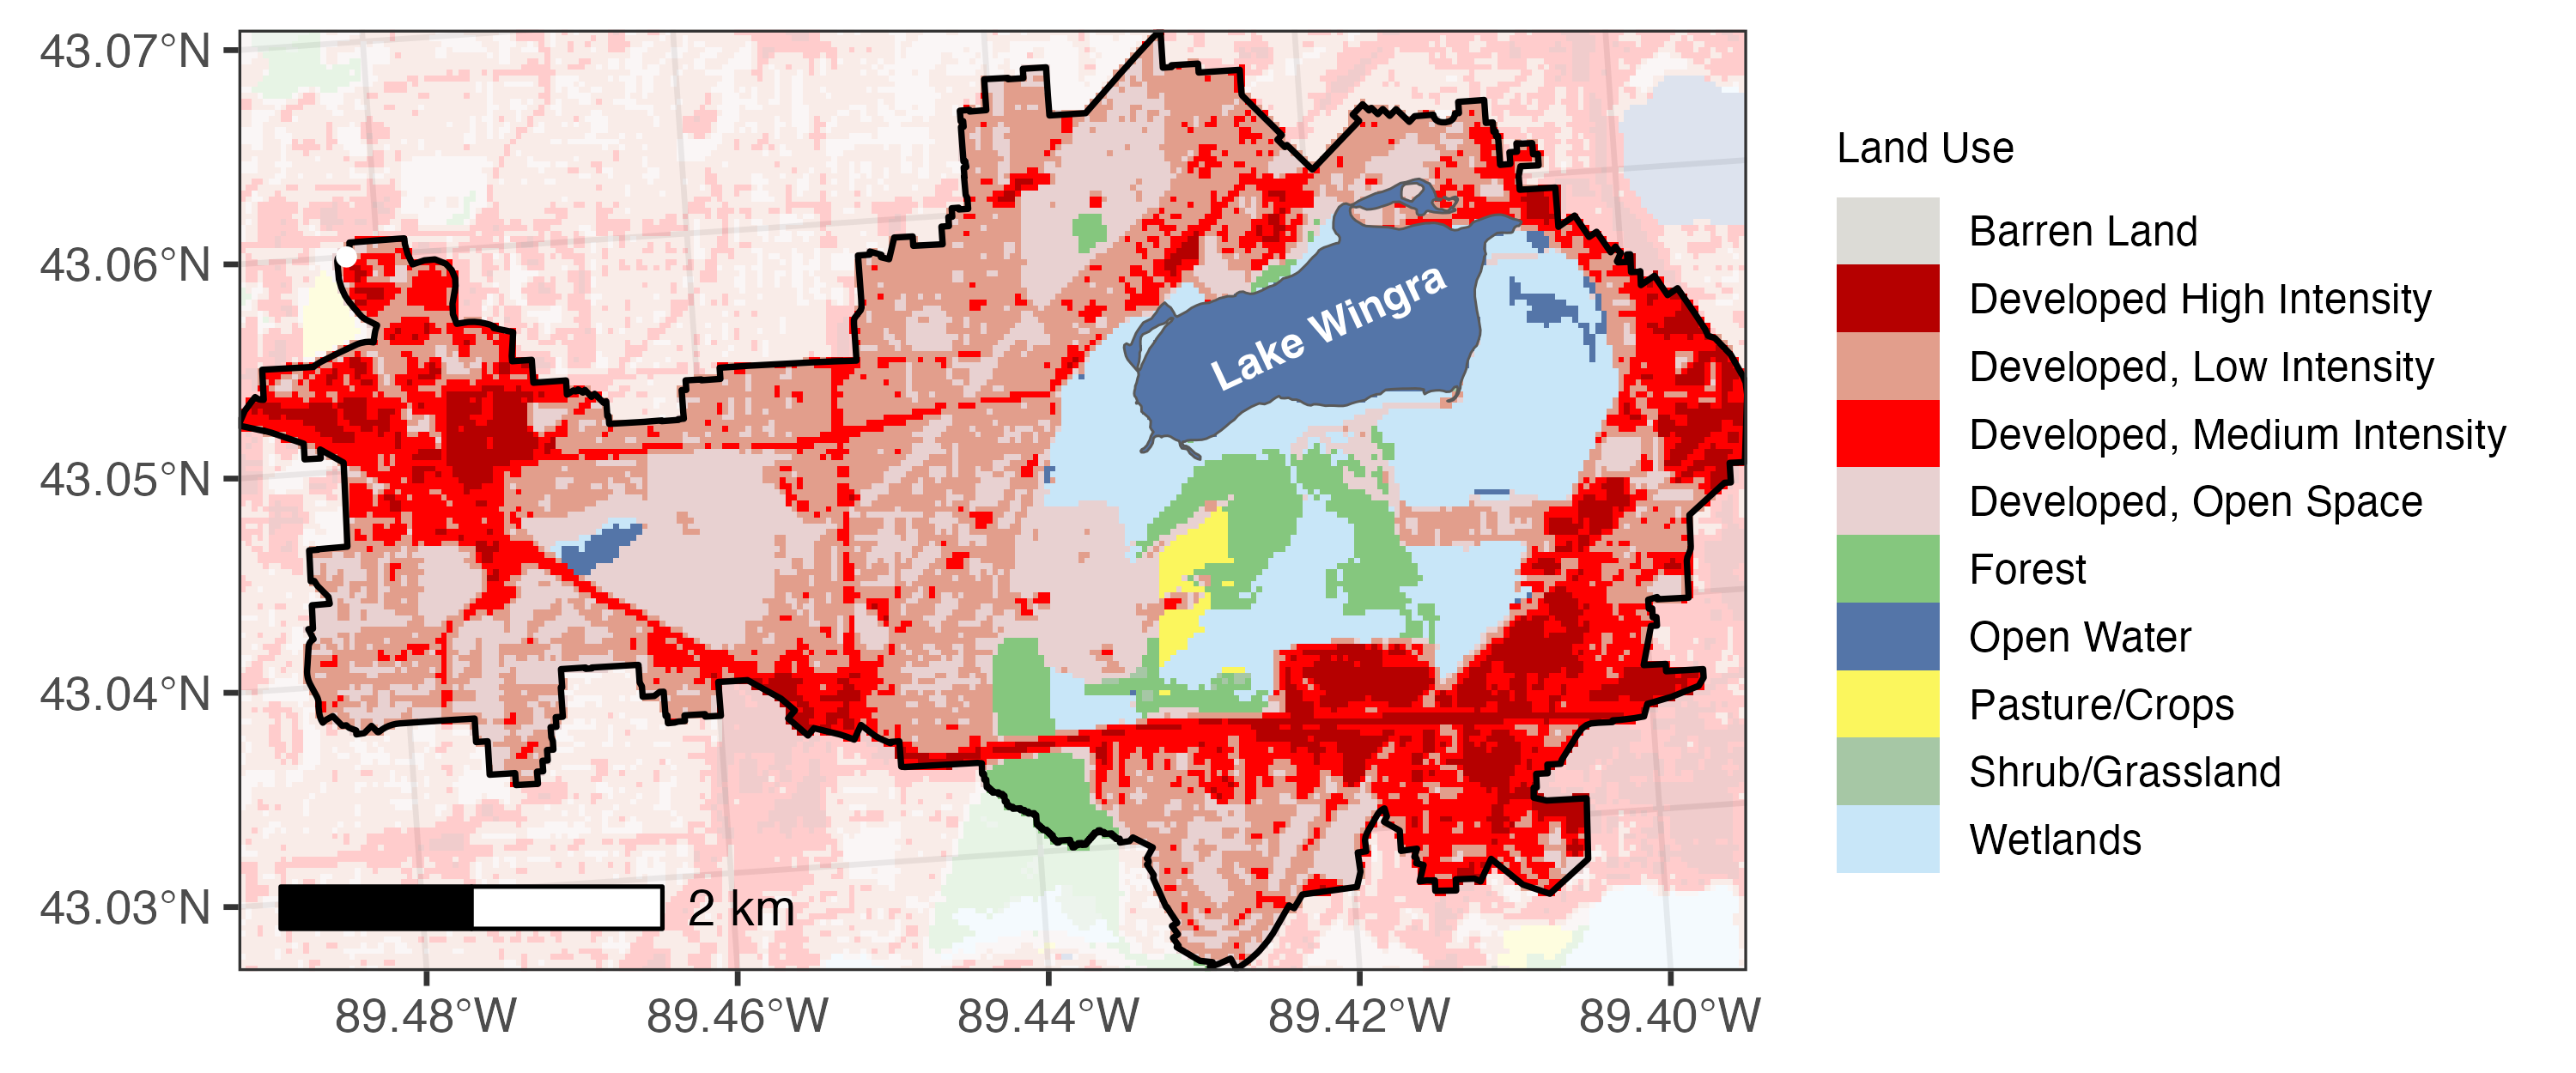 43.07°N
43.06°N
43.05°N
43.04°N
43.03°N
Lake Wingra
2 km
89.48°W
89.46°W
89.44°W
89.42°W
89.40°W
Land Use
Barren Land
Developed High Intensity
Developed, Low Intensity
Developed, Medium Intensity
Developed, Open Space
Forest
Open Water
Pasture/Crops
Shrub/Grassland
Wetlands